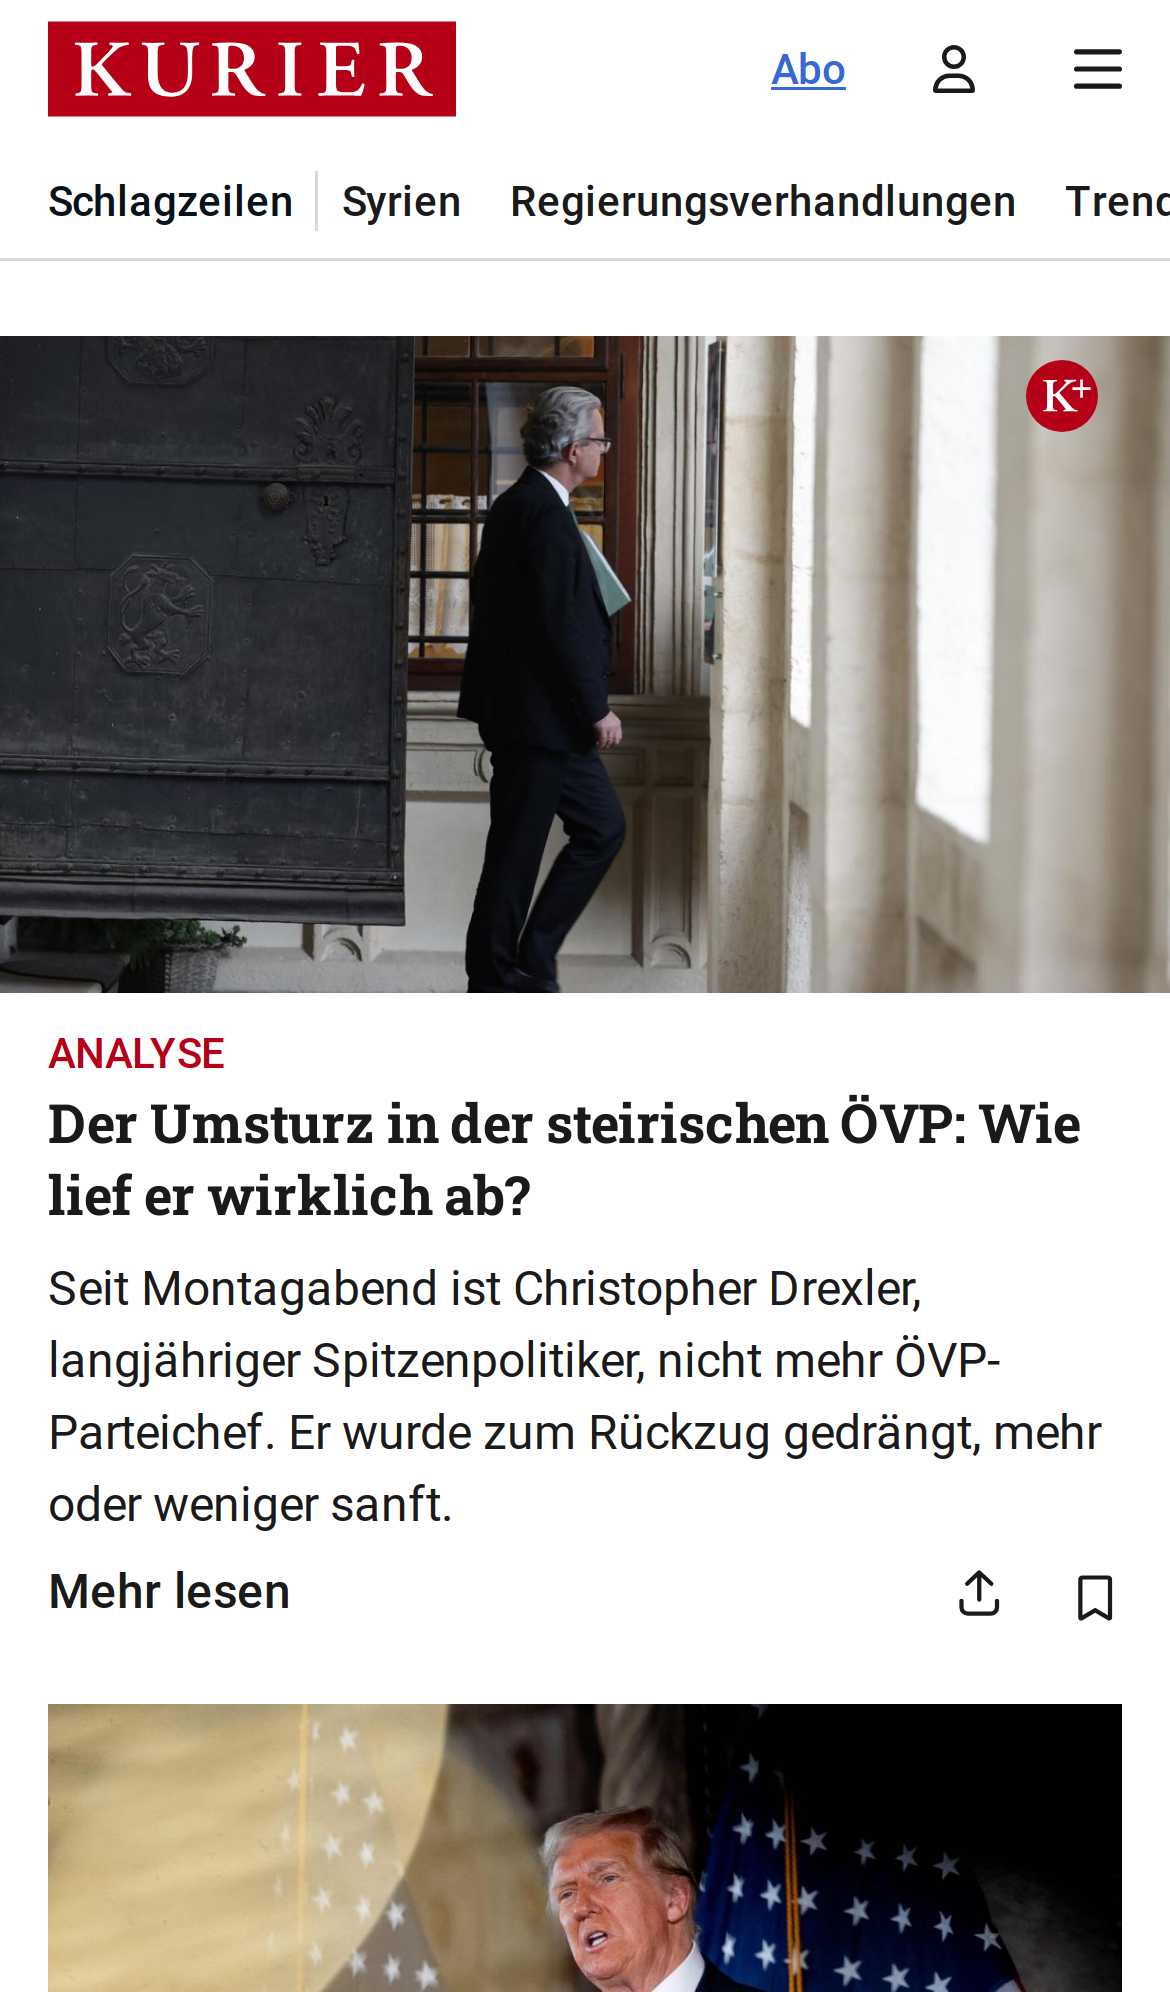 KURIER
Abo
Schlagzeilen
Syrien
Regierungsverhandlungen
Trend
K+
ANALYSE
Der Umsturz in der steirischen ÖVP: Wie
lief er wirklich ab?
Seit Montagabend ist Christopher Drexler,
langjähriger Spitzenpolitiker, nicht mehr ÖVP-
Parteichef. Er wurde zum Rückzug gedrängt, mehr
oder weniger sanft.
Mehr lesen